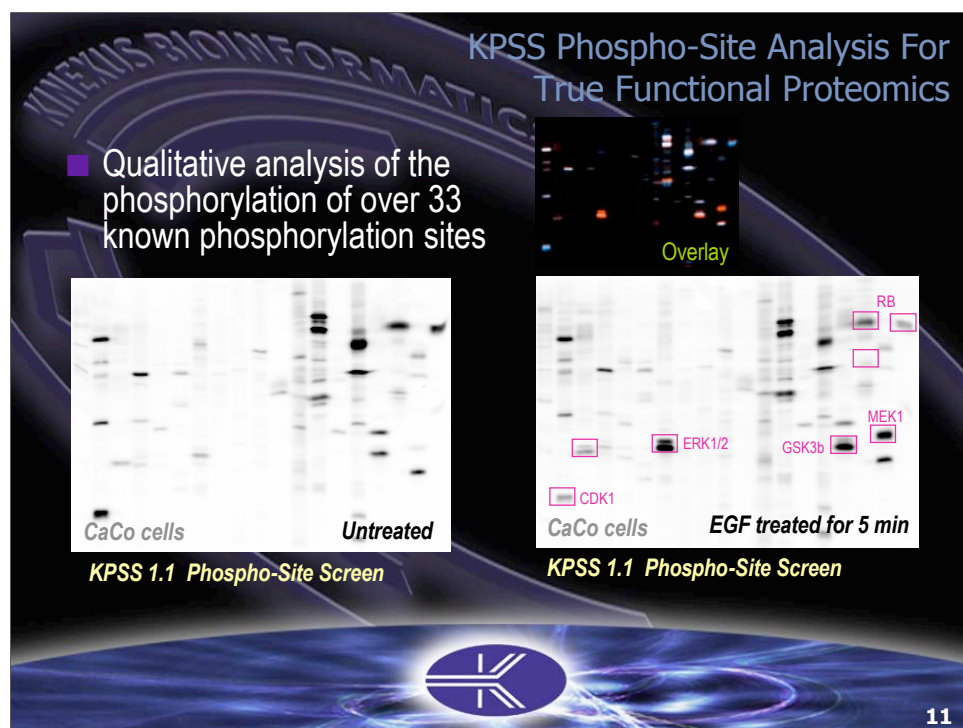 KINEXUS BIOINFORMATIC
KPSS Phospho-Site Analysis For
True Functional Proteomics
Qualitative analysis of the
phosphorylation of over 33
known phosphorylation sites
Overlay
CaCo cells
Untreated
KPSS 1.1 Phospho-Site Screen
RB
MEK1
ERK1/2
GSK3b
CDK1
CaCo cells
EGF treated for 5 min
KPSS 1.1 Phospho-Site Screen
11